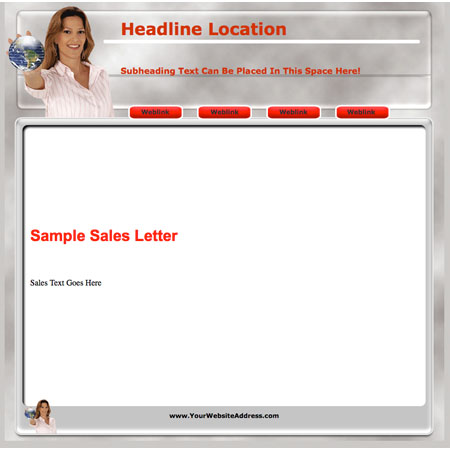 Headline Location
Subheading Text Can Be Placed In This Space Here!
Weblink Weblink Weblink Weblink
Sample Sales Letter
Sales Text Goes Here
www.YourWebsiteAddress.com